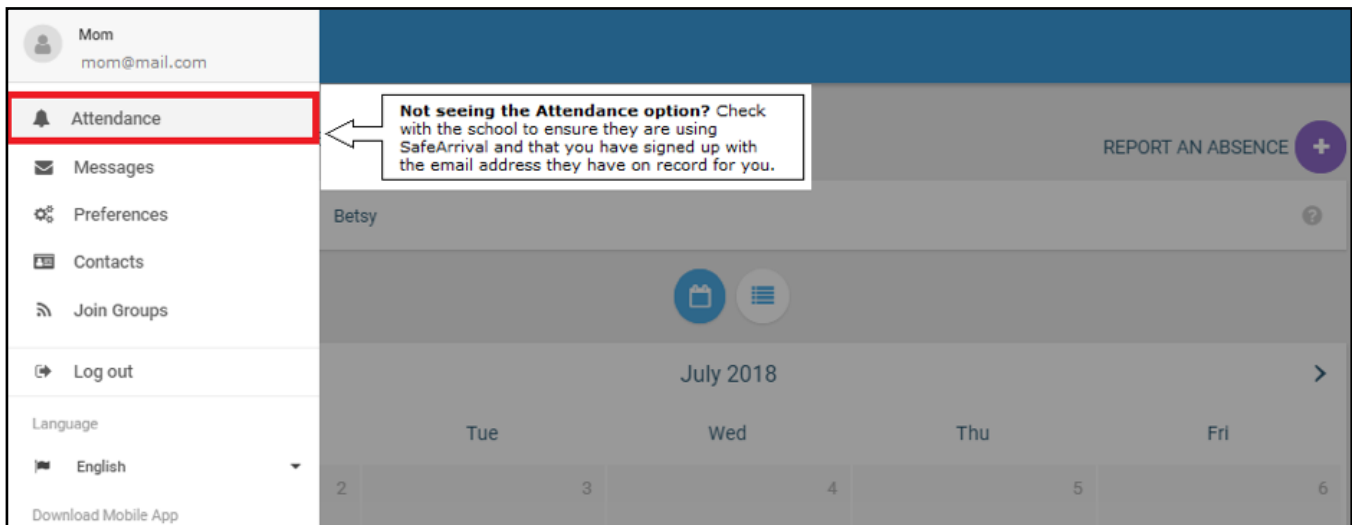 Mom
mom@mail.com
Attendance
Messages
Preferences
Contacts
Join Groups
Log out
Language
English
Download Mobile App
Not seeing the Attendance option? Check
with the school to ensure they are using
SafeArrival and that you have signed up with
the email address they have on record for you.
REPORT AN ABSENCE +
Betsy ?
July 2018 >
Tue Wed Thu Fri
2 3 4 5 6